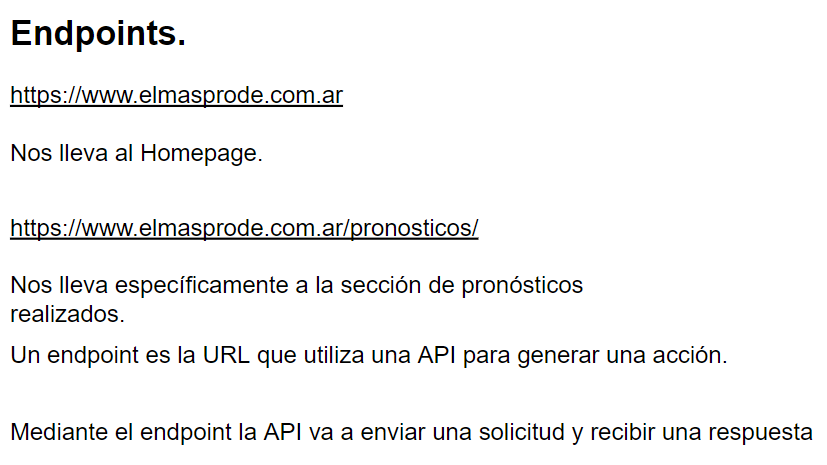 Endpoints.
https://www.elmasprode.com.ar
Nos lleva al Homepage.
https://www.elmasprode.com.ar/pronosticos/
Nos lleva específicamente a la sección de pronósticos
realizados.
Un endpoint es la URL que utiliza una API para generar una acción.
Mediante el endpoint la API va a enviar una solicitud y recibir una respuesta